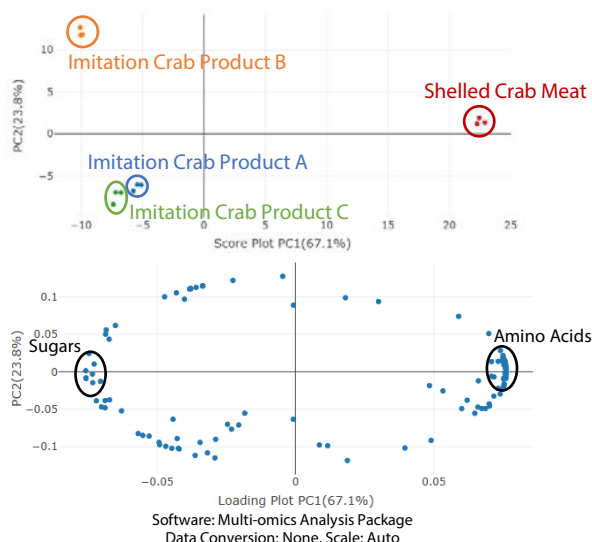 10
5
0
−5
PC2(23.8%)
Imitation Crab Product B
Shelled Crab Meat
Imitation Crab Product A
Imitation Crab Product C
−10
−5
0
5
10
15
20
25
Score Plot PC1(67.1%)
0.1
0.05
0
−0.05
−0.1
PC2(23.8%)
Sugars
Amino Acids
−0.05
0
0.05
Loading Plot PC1(67.1%)
Software: Multi-omics Analysis Package
Data Conversion: None, Scale: Auto